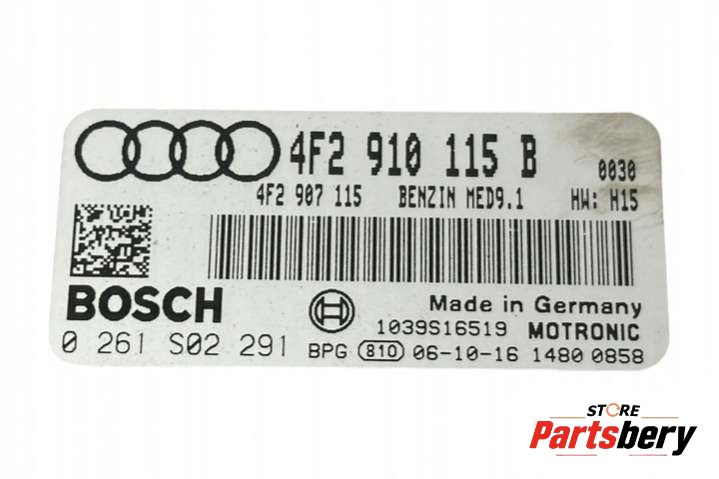 4F2 910 115 B 0030
4F2 907 115 BENZIN MED9.1 HW: H15
BOSCH
Made in Germany
1039S16519 MOTRONIC
0 261 S02 291 BPG 810 06-10-16 1480 0858
STORE
Partsbery